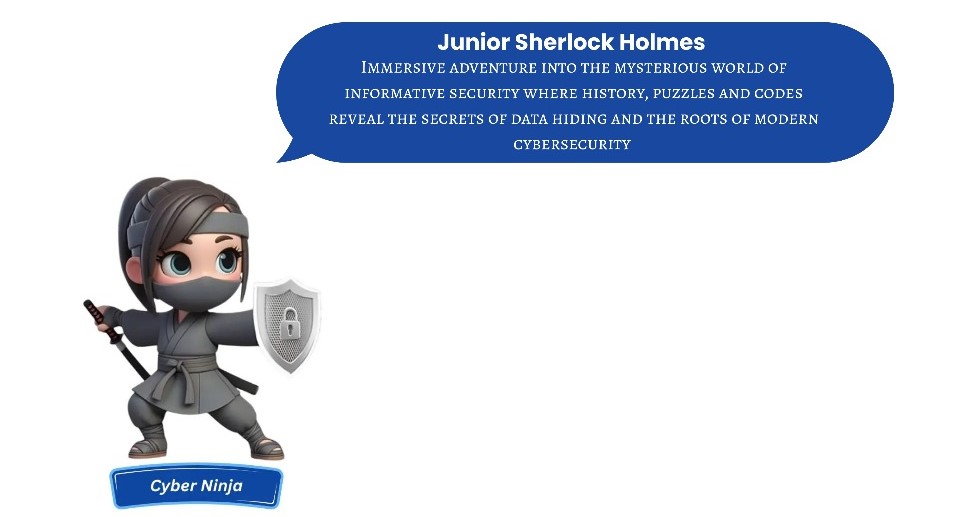 Junior Sherlock Holmes
Immersive adventure into the mysterious world of
informative security where history, puzzles and codes
reveal the secrets of data hiding and the roots of modern
cybersecurity
Cyber Ninja